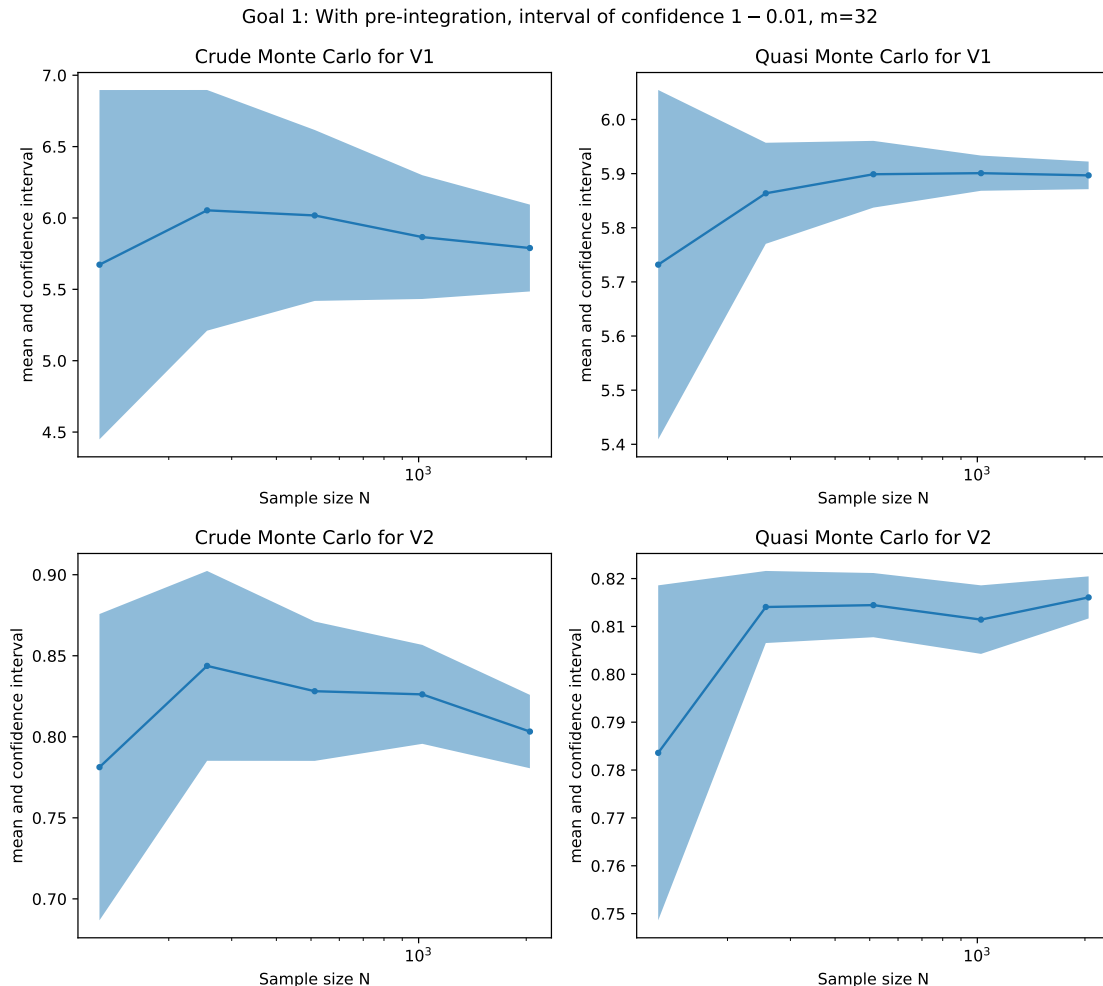 Goal 1: With pre-integration, interval of confidence 1 − 0.01, m=32
Crude Monte Carlo for V1
mean and confidence interval
7.0
6.5
6.0
5.5
5.0
4.5
10³
Sample size N
Quasi Monte Carlo for V1
mean and confidence interval
6.0
5.9
5.8
5.7
5.6
5.5
5.4
10³
Sample size N
Crude Monte Carlo for V2
mean and confidence interval
0.90
0.85
0.80
0.75
0.70
10³
Sample size N
Quasi Monte Carlo for V2
mean and confidence interval
0.82
0.81
0.80
0.79
0.78
0.77
0.76
0.75
10³
Sample size N